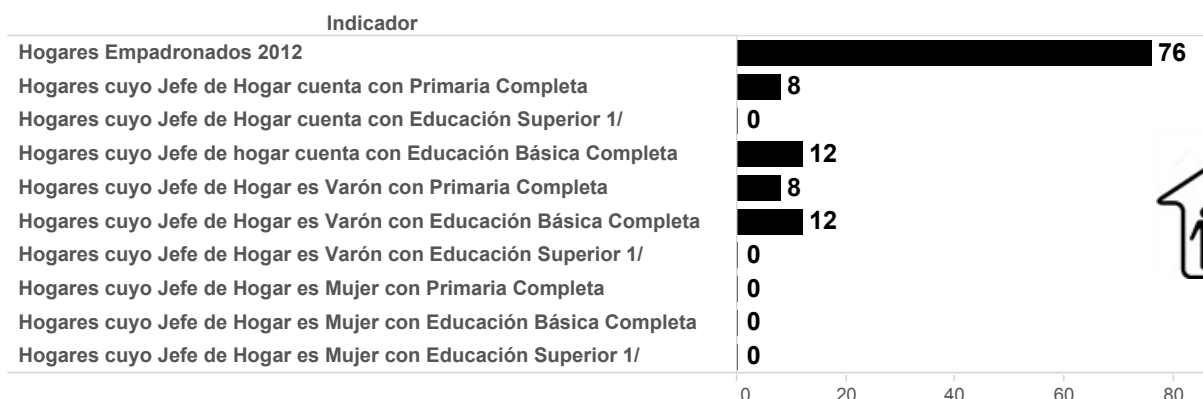 Indicador
Hogares Empadronados 2012 76
Hogares cuyo Jefe de Hogar cuenta con Primaria Completa 8
Hogares cuyo Jefe de Hogar cuenta con Educación Superior 1/ 0
Hogares cuyo Jefe de hogar cuenta con Educación Básica Completa 12
Hogares cuyo Jefe de Hogar es Varón con Primaria Completa 8
Hogares cuyo Jefe de Hogar es Varón con Educación Básica Completa 12
Hogares cuyo Jefe de Hogar es Varón con Educación Superior 1/ 0
Hogares cuyo Jefe de Hogar es Mujer con Primaria Completa 0
Hogares cuyo Jefe de Hogar es Mujer con Educación Básica Completa 0
Hogares cuyo Jefe de Hogar es Mujer con Educación Superior 1/ 0
0 20 40 60 80